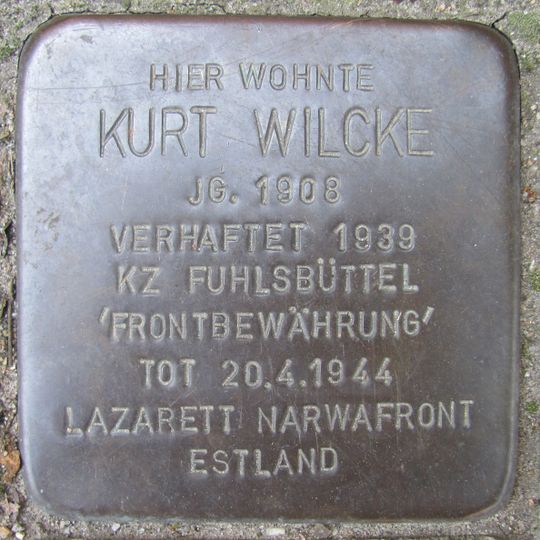 HIER WOHNTE
KURT WILCKE
JG. 1908
VERHAFTET 1939
KZ FUHLSBÜTTEL
'FRONTBEWÄHRUNG'
TOT 20.4.1944
LAZARETT NARWAFRONT
ESTLAND